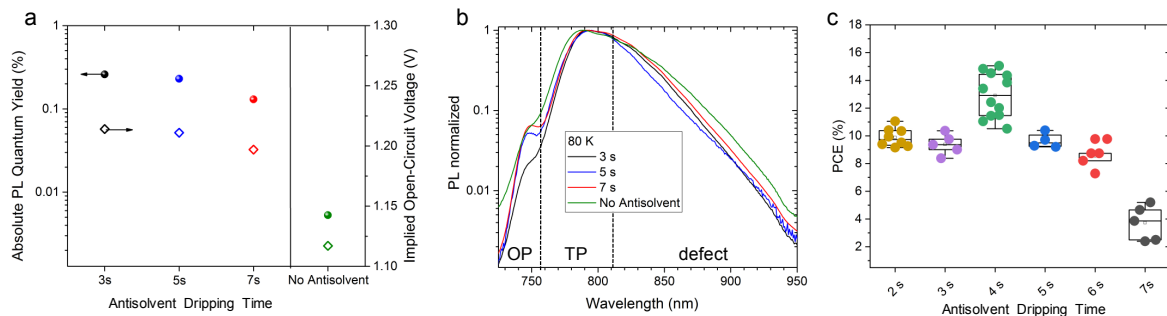 a
Absolute PL Quantum Yield (%)
1
0.1
0.01
3s
5s
7s
No Antisolvent
Antisolvent Dripping Time
1.30
1.25
1.20
1.15
1.10
Implied Open-Circuit Voltage (V)
b
PL normalized
1
0.1
0.01
80 K
3 s
5 s
7 s
No Antisolvent
OP
TP
defect
750
800
850
900
950
Wavelength (nm)
c
PCE (%)
18
16
14
12
10
8
6
4
2
2 s
3 s
4 s
5 s
6 s
7 s
Antisolvent Dripping Time